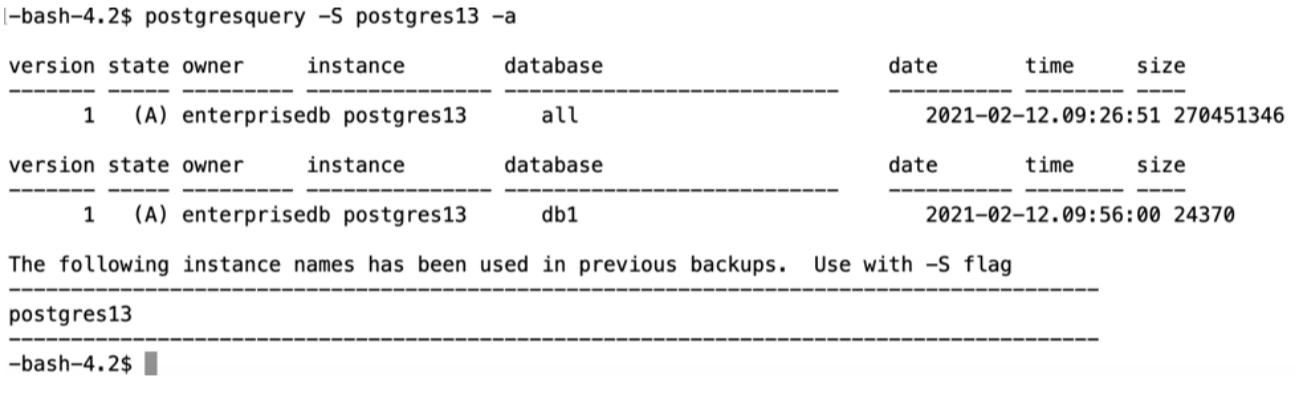 -bash-4.2$ postgresquery -S postgres13 -a
version state owner     instance        database                       date       time     size
------- ----- --------- --------------- ---------------------------    ---------- -------- ----
      1   (A) enterprisedb postgres13      all                            2021-02-12.09:26:51 270451346
version state owner     instance        database                       date       time     size
------- ----- --------- --------------- ---------------------------    ---------- -------- ----
      1   (A) enterprisedb postgres13      db1                            2021-02-12.09:56:00 24370
The following instance names has been used in previous backups.  Use with -S flag
----------------------------------------------------------------------------------------
postgres13
----------------------------------------------------------------------------------------
-bash-4.2$